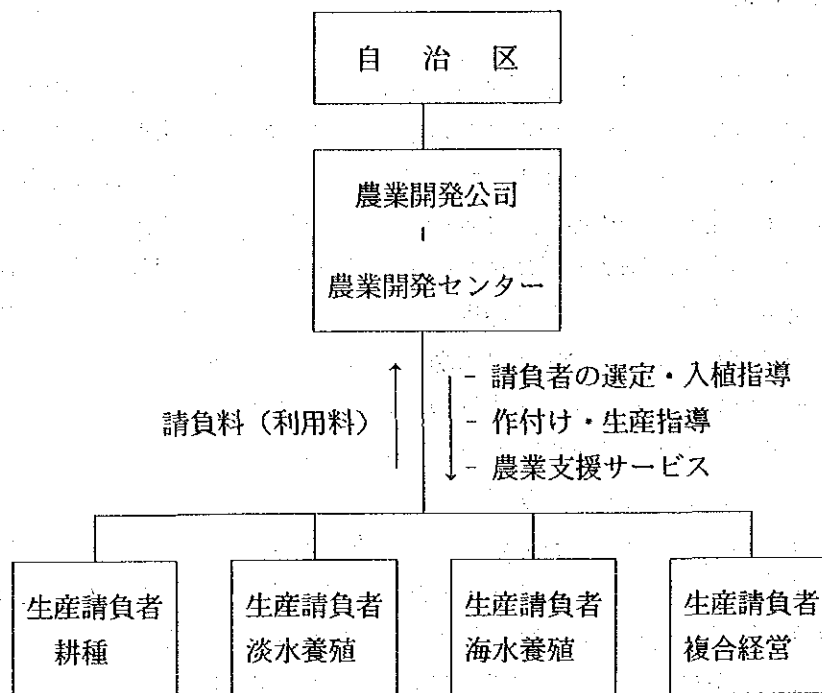 自 治 区
農業開発公司
農業開発センター
請負料（利用料）
- 請負者の選定・入植指導
- 作付け・生産指導
- 農業支援サービス
生産請負者
耕種
生産請負者
淡水養殖
生産請負者
海水養殖
生産請負者
複合経営